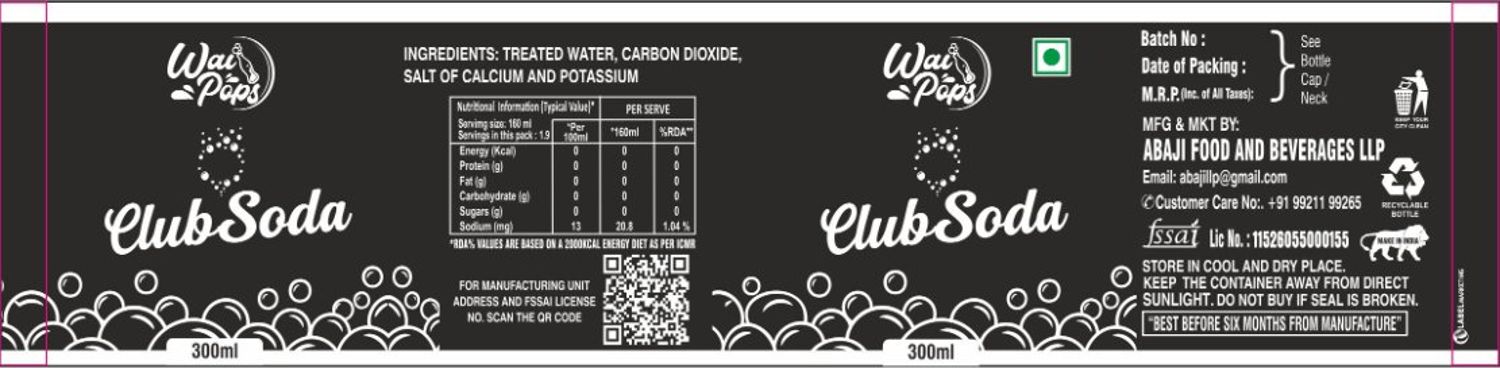 Wai
Pops
Club Soda
300ml
INGREDIENTS: TREATED WATER, CARBON DIOXIDE,
SALT OF CALCIUM AND POTASSIUM
Nutritional Information [Typical Value]* PER SERVE
Servimg size: 160 ml
Servings in this pack : 1.9 *Per 100ml *160ml %RDA**
Energy (Kcal) 0 0 0
Protein (g) 0 0 0
Fat (g) 0 0 0
Carbohydrate (g) 0 0 0
Sugars (g) 0 0 0
Sodium (mg) 13 20.8 1.04 %
*RDA% VALUES ARE BASED ON A 2000KCAL ENERGY DIET AS PER ICMR
FOR MANUFACTURING UNIT
ADDRESS AND FSSAI LICENSE
NO. SCAN THE QR CODE
Wai
Pops
Club Soda
300ml
Batch No :
Date of Packing :
M.R.P.(Inc. of All Taxes):
See
Bottle
Cap /
Neck
KEEP YOUR
CITY CLEAN
MFG & MKT BY:
ABAJI FOOD AND BEVERAGES LLP
Email: abajillp@gmail.com
Customer Care No:. +91 99211 99265
RECYCLABLE
BOTTLE
fssai Lic No. : 11526055000155
MAKE IN INDIA
STORE IN COOL AND DRY PLACE.
KEEP THE CONTAINER AWAY FROM DIRECT
SUNLIGHT. DO NOT BUY IF SEAL IS BROKEN.
"BEST BEFORE SIX MONTHS FROM MANUFACTURE"
LABELMARKETING